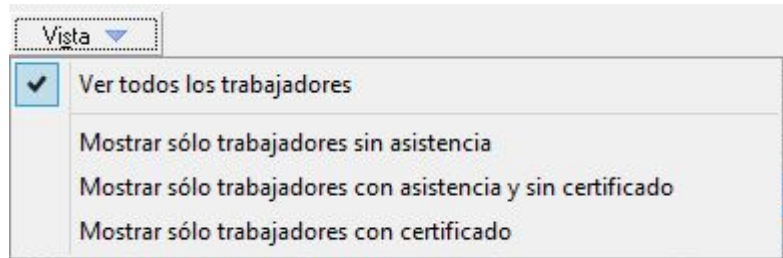 Vista
Ver todos los trabajadores
Mostrar sólo trabajadores sin asistencia
Mostrar sólo trabajadores con asistencia y sin certificado
Mostrar sólo trabajadores con certificado